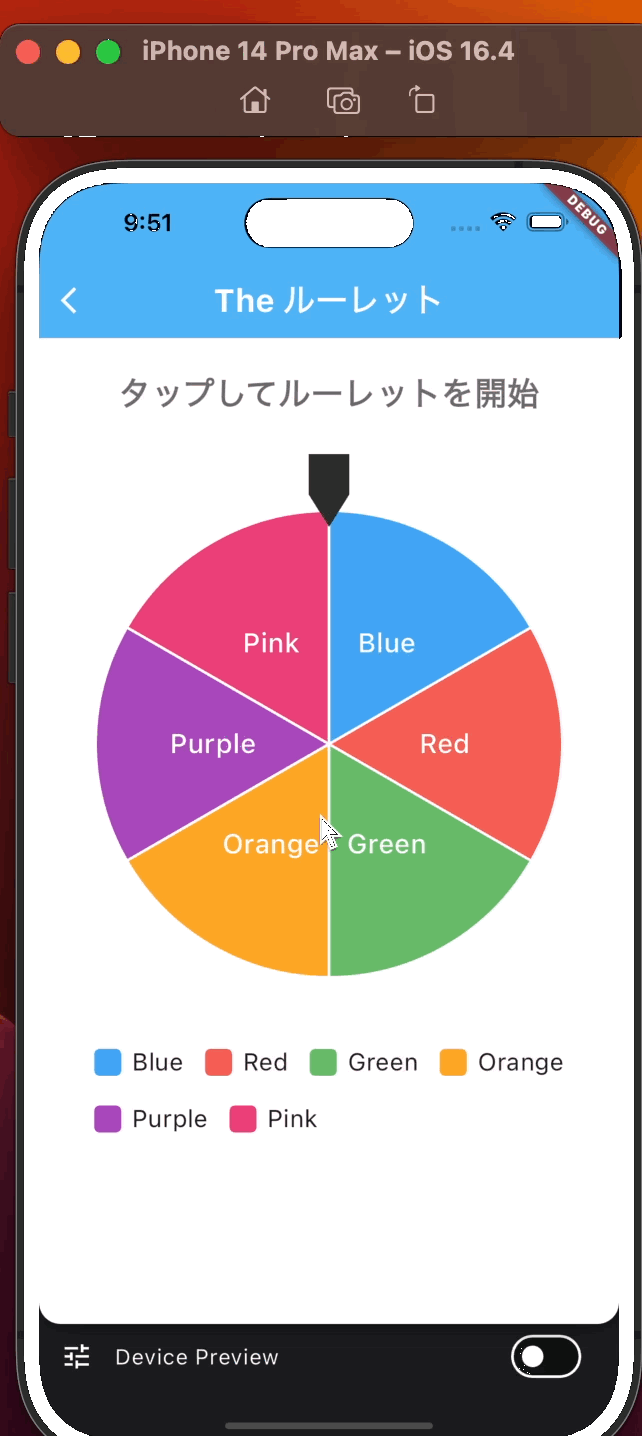 iPhone 14 Pro Max – iOS 16.4
9:51
DEBUG
The ルーレット
タップしてルーレットを開始
Pink Blue
Purple Red
Orange Green
Blue Red Green Orange
Purple Pink
Device Preview